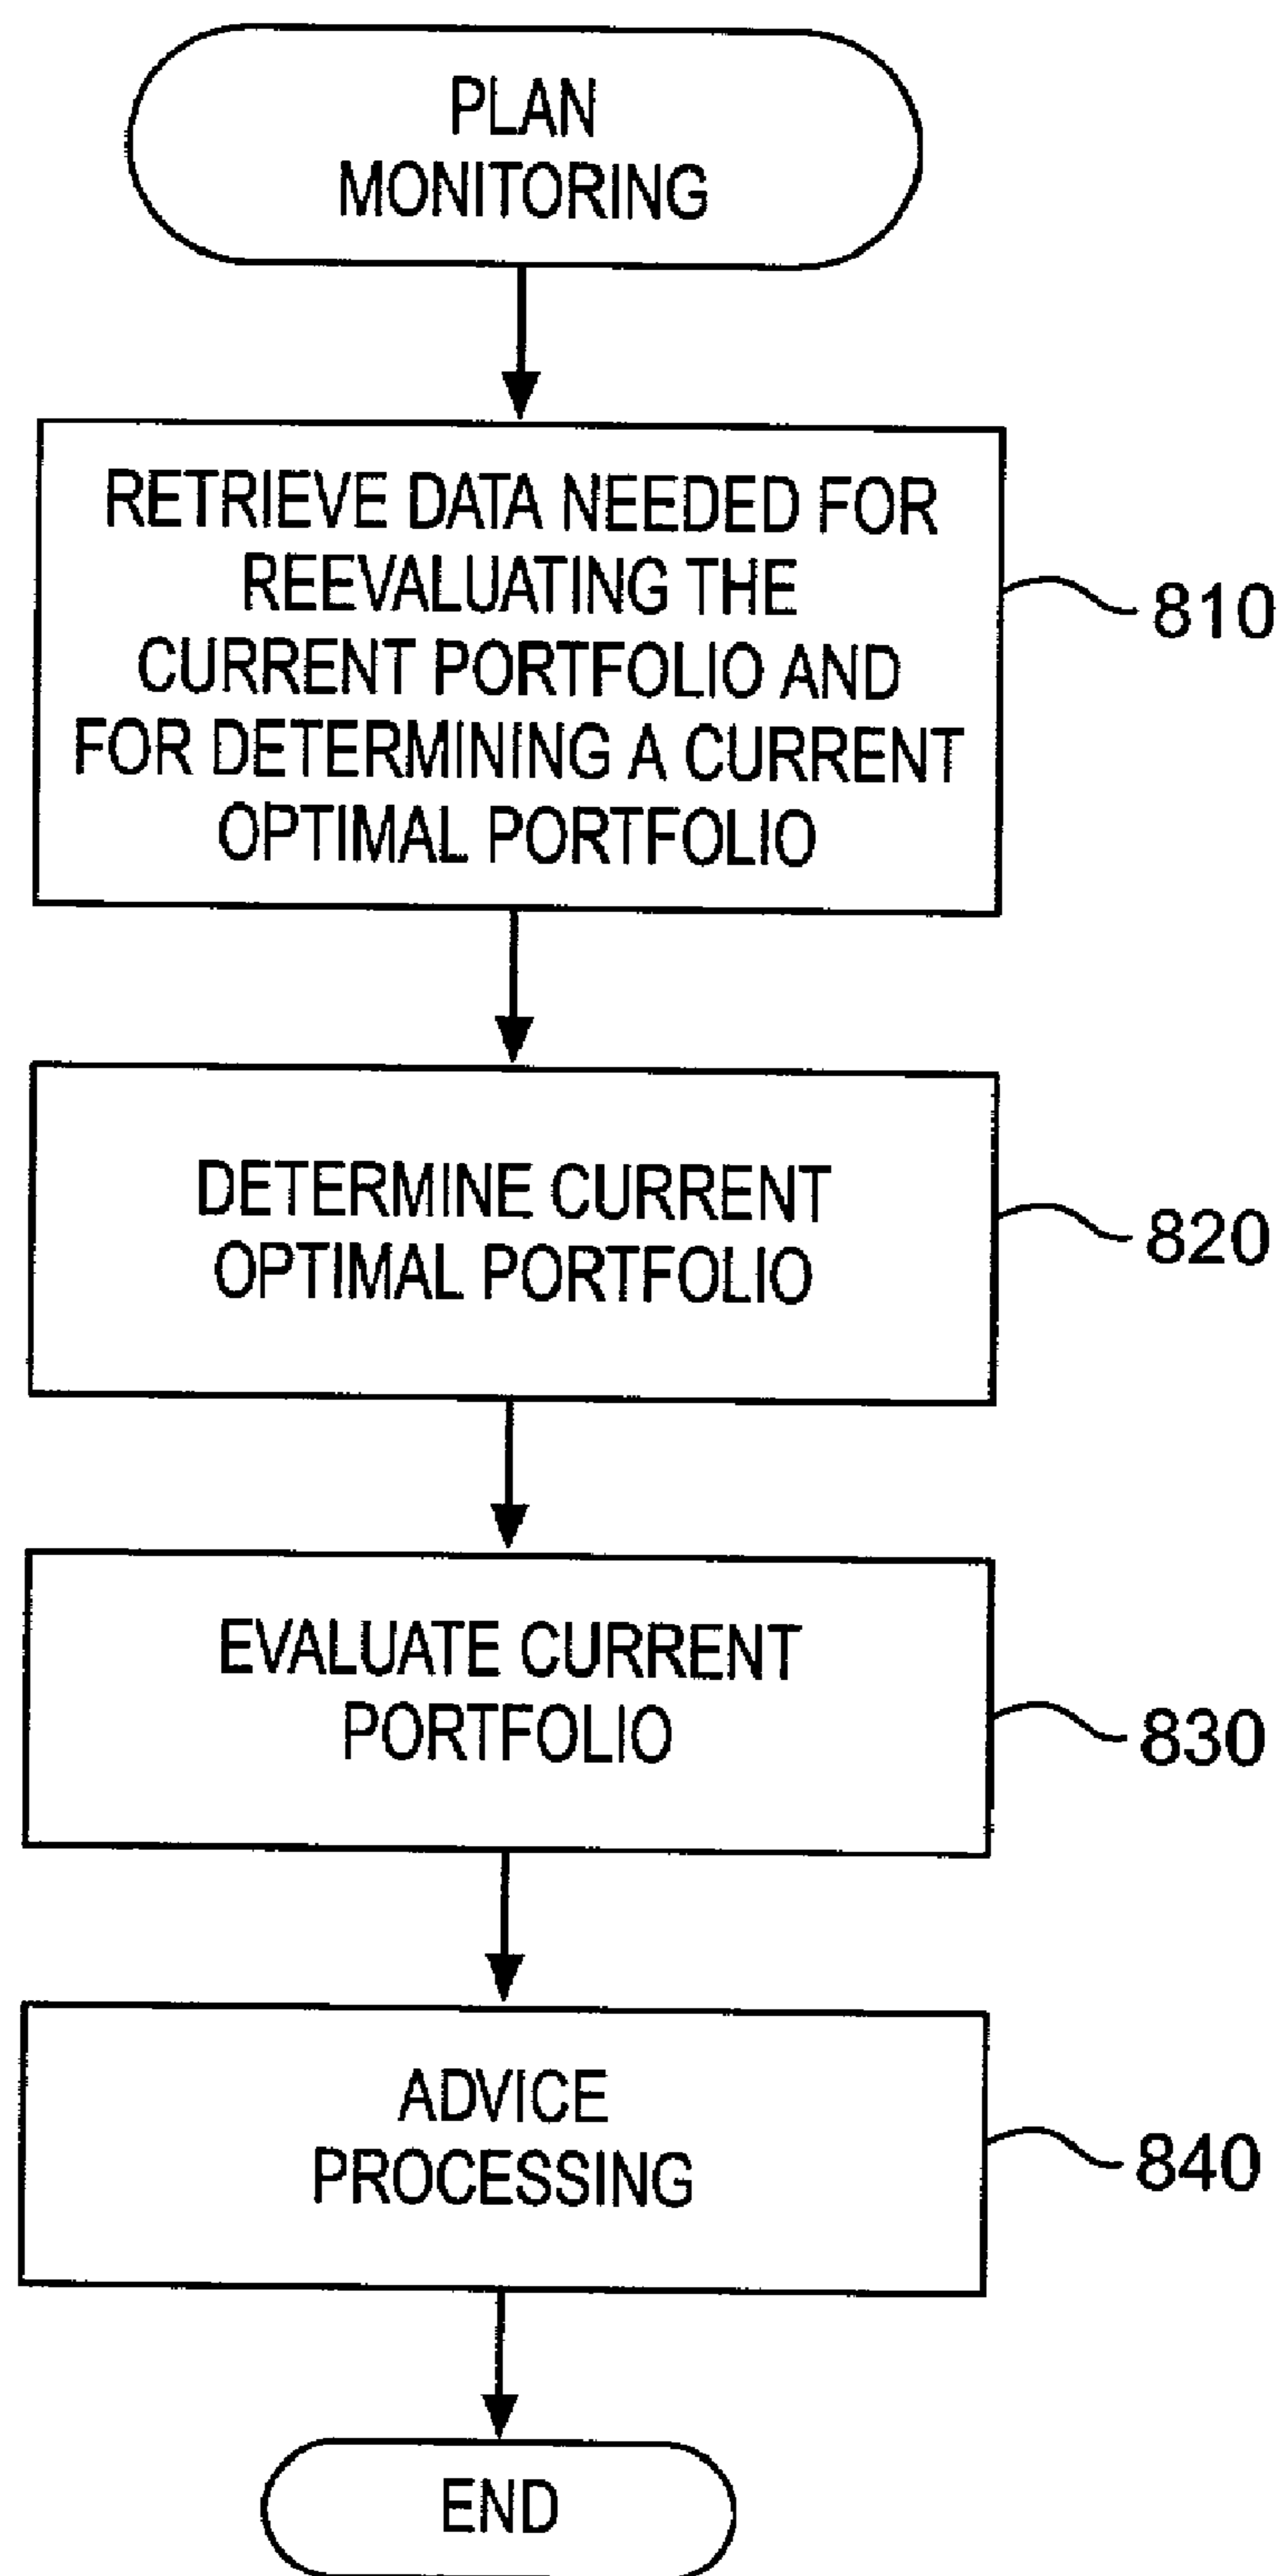 PLAN
MONITORING
RETRIEVE DATA NEEDED FOR
REEVALUATING THE
CURRENT PORTFOLIO AND
FOR DETERMINING A CURRENT
OPTIMAL PORTFOLIO
810
DETERMINE CURRENT
OPTIMAL PORTFOLIO
820
EVALUATE CURRENT
PORTFOLIO
830
ADVICE
PROCESSING
840
END